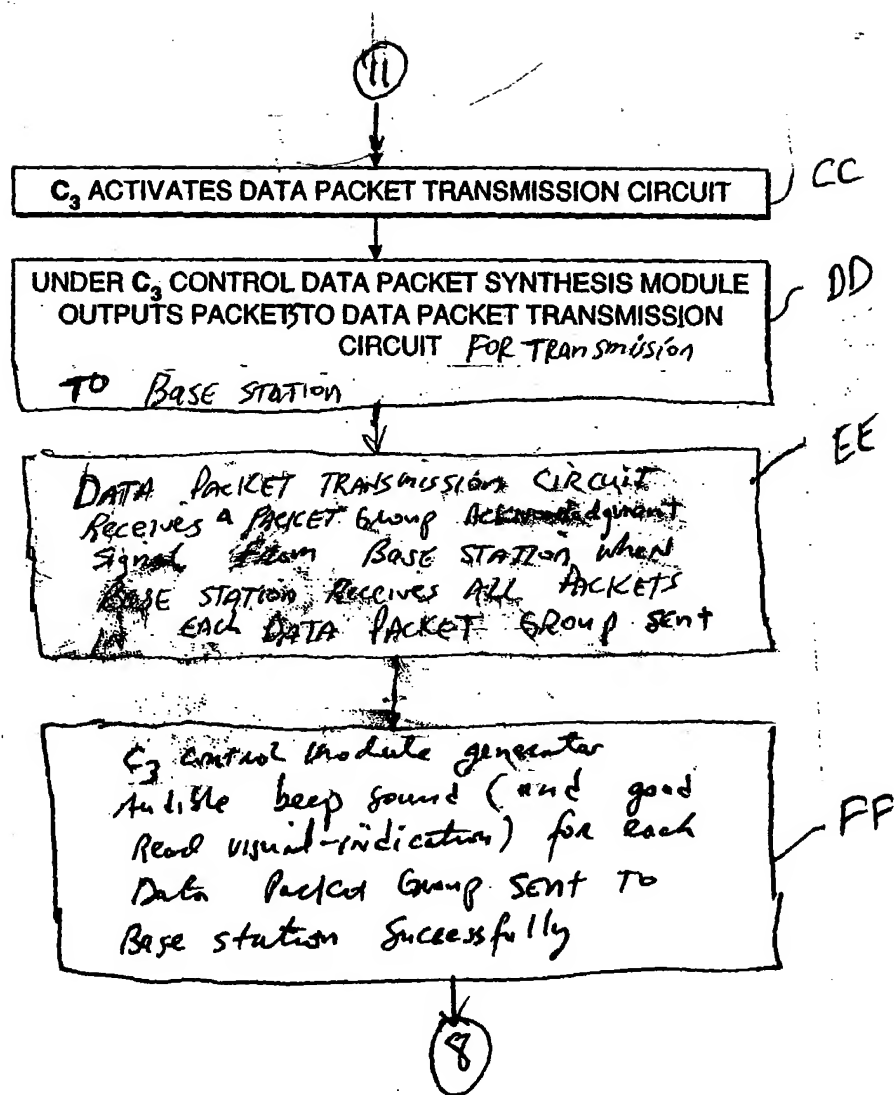 11
C₃ ACTIVATES DATA PACKET TRANSMISSION CIRCUIT
CC
UNDER C₃ CONTROL DATA PACKET SYNTHESIS MODULE
OUTPUTS PACKETS TO DATA PACKET TRANSMISSION
CIRCUIT FOR TRANSMISSION
TO BASE STATION
DD
DATA PACKET TRANSMISSION CIRCUIT
Receives a PACKET Group Acknowledgment
Signal From BASE STATION, when
BASE STATION Receives ALL PACKETS
EACH DATA PACKET GROUP SENT
EE
C₃ control module generator
Audible beep sound (and good
Read visual-indication) for each
Data Packet Group SENT TO
Base station Successfully
FF
8